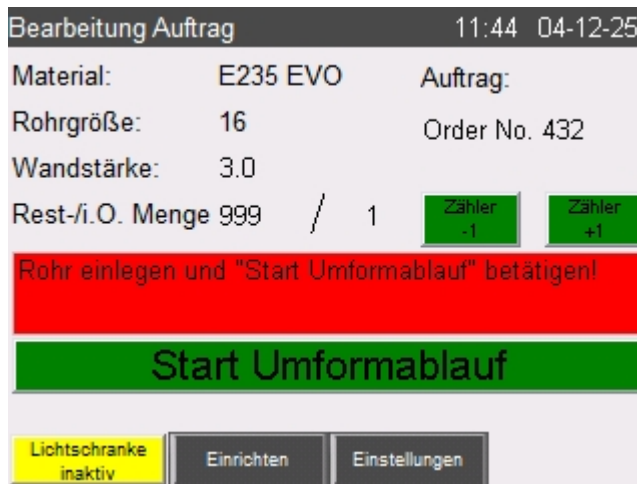 Bearbeitung Auftrag 11:44 04-12-25
Material: E235 EVO Auftrag:
Rohrgröße: 16 Order No. 432
Wandstärke: 3.0
Rest-/i.O. Menge 999 / 1 Zähler -1 Zähler +1
Rohr einlegen und "Start Umformablauf" betätigen!
Start Umformablauf
Lichtschranke inaktiv Einrichten Einstellungen